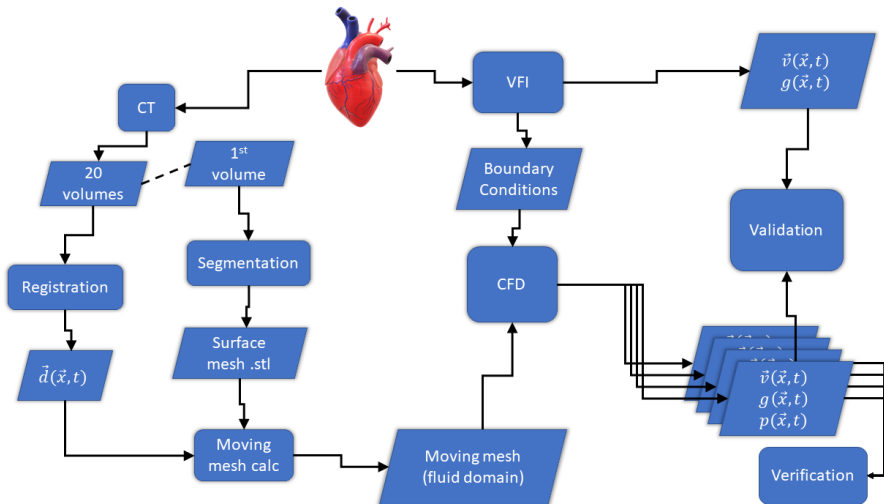 CT
VFI
v⃗(x⃗,t)
g(x⃗,t)
20
volumes
1st
volume
Boundary
Conditions
Validation
Registration
Segmentation
CFD
d⃗(x⃗,t)
Surface
mesh .stl
v⃗(x⃗,t)
g(x⃗,t)
p(x⃗,t)
Moving
mesh calc
Moving mesh
(fluid domain)
Verification